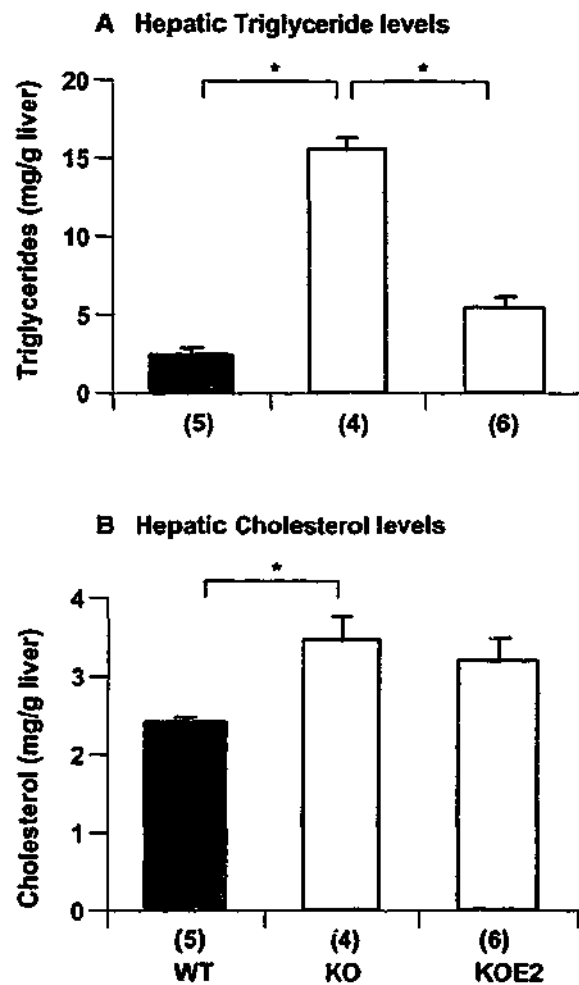 A Hepatic Triglyceride levels
* *
Triglycerides (mg/g liver)
20
15
10
5
0
(5) (4) (6)
B Hepatic Cholesterol levels
*
Cholesterol (mg/g liver)
4
3
2
1
0
(5) (4) (6)
WT KO KOE2